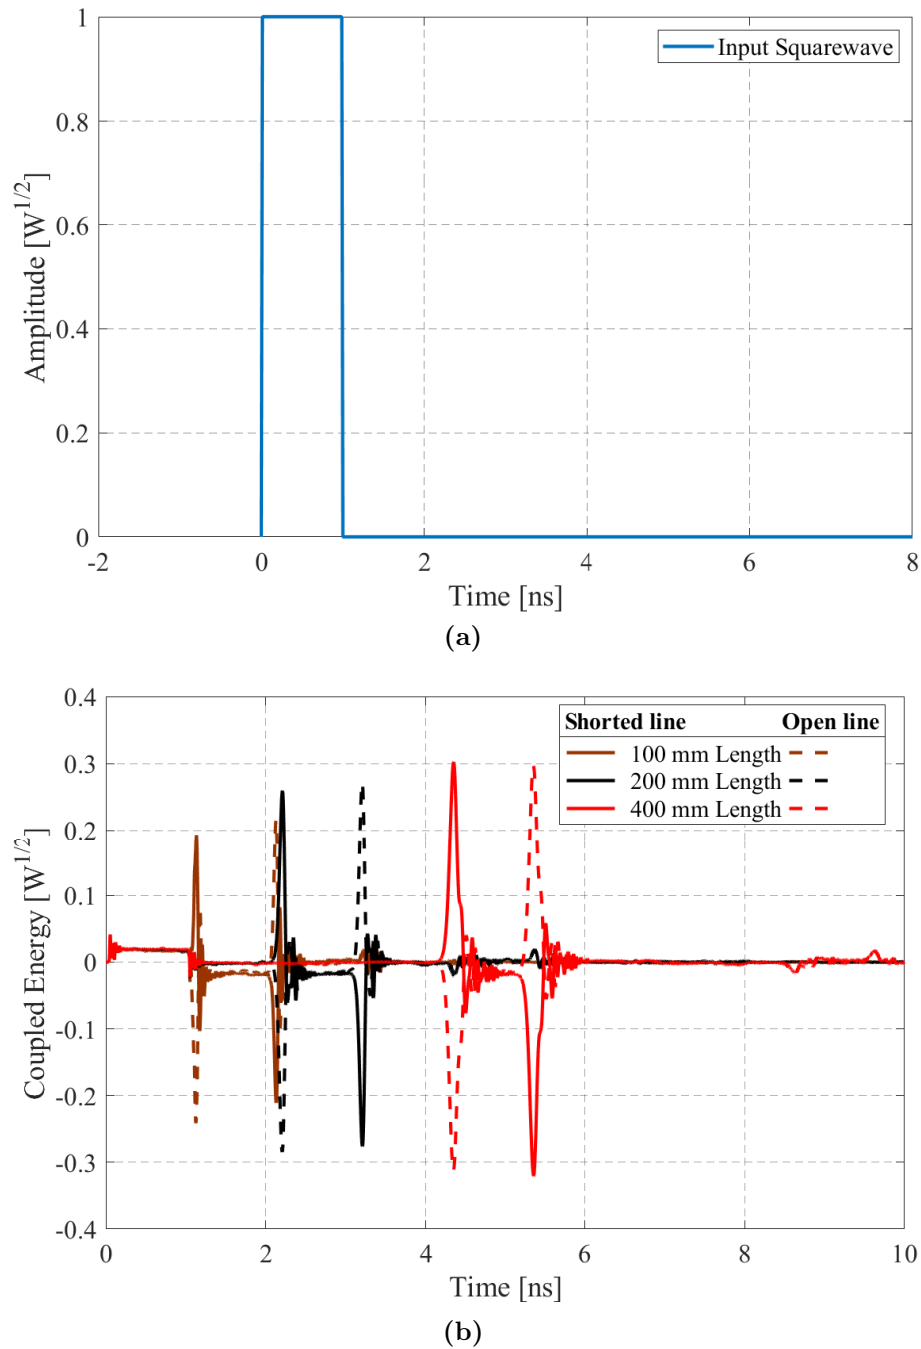 1
0.8
0.6
0.4
0.2
0
Amplitude [W^1/2]
Input Squarewave
-2 0 2 4 6 8
Time [ns]
(a)
0.4
0.3
0.2
0.1
0
-0.1
-0.2
-0.3
-0.4
Coupled Energy [W^1/2]
Shorted line Open line
100 mm Length
200 mm Length
400 mm Length
0 2 4 6 8 10
Time [ns]
(b)